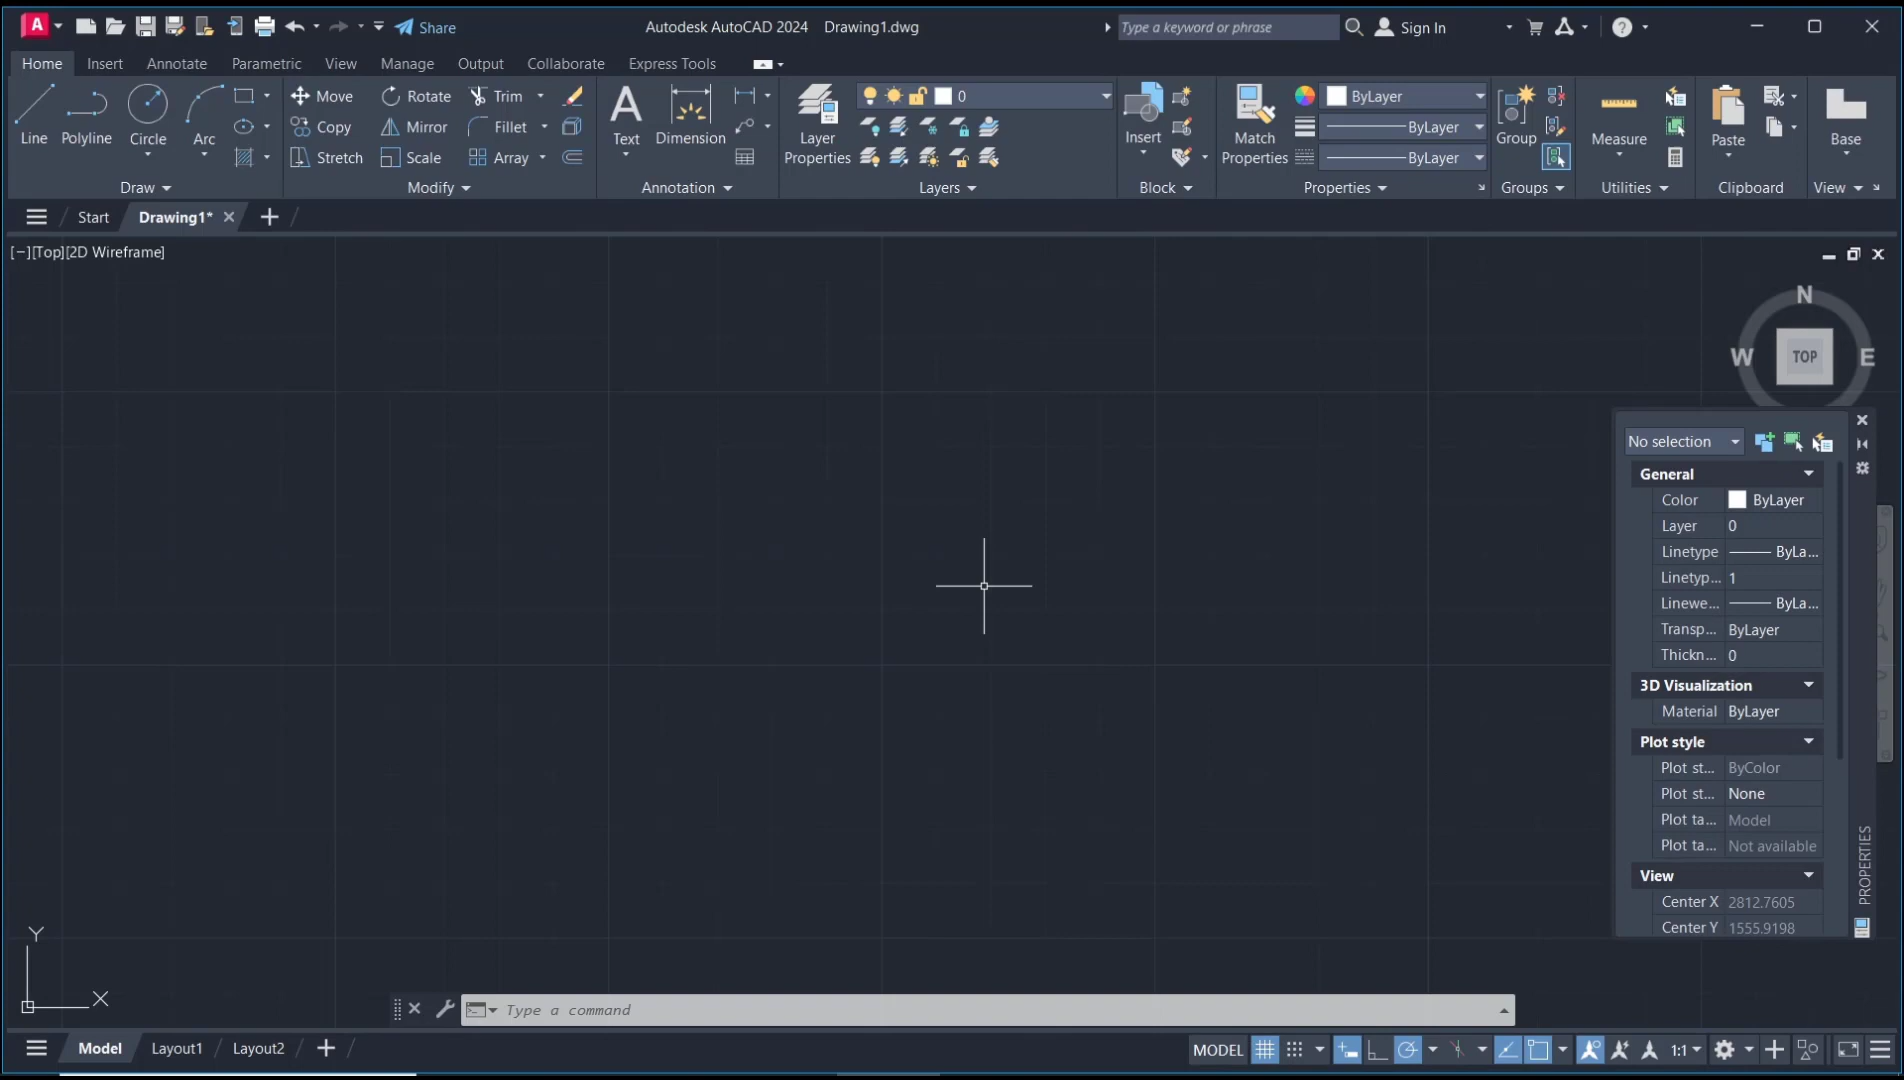 A Share Autodesk AutoCAD 2024 Drawing1.dwg Type a keyword or phrase Sign In ?
Home Insert Annotate Parametric View Manage Output Collaborate Express Tools
Line Polyline Circle Arc
Move Rotate Trim
Copy Mirror Fillet
Stretch Scale Array
A Text Dimension
Layer Properties
0
Insert
Match Properties
ByLayer
ByLayer
ByLayer
Group
Measure
Paste
Base
Draw Modify Annotation Layers Block Properties Groups Utilities Clipboard View
Start Drawing1*
[−][Top][2D Wireframe]
N
W TOP E
No selection
General
Color ByLayer
Layer 0
Linetype ByLa...
Linetyp... 1
Linewe... ByLa...
Transp... ByLayer
Thickn... 0
3D Visualization
Material ByLayer
Plot style
Plot st... ByColor
Plot st... None
Plot ta... Model
Plot ta... Not available
View
Center X 2812.7605
Center Y 1555.9198
PROPERTIES
Y
X
Type a command
Model Layout1 Layout2
MODEL 1:1